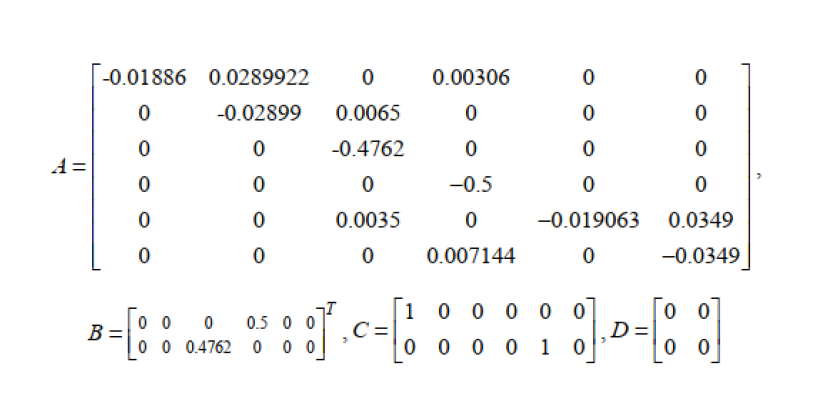 -0.01886 0.0289922 0 0.00306 0 0
0 -0.02899 0.0065 0 0 0
0 0 -0.4762 0 0 0
A = ,
0 0 0 −0.5 0 0
0 0 0.0035 0 −0.019063 0.0349
0 0 0 0.007144 0 −0.0349
B = [0 0 0 0.5 0 0
0 0 0.4762 0 0 0]T , C = [1 0 0 0 0 0
0 0 0 0 1 0] , D = [0 0
0 0]